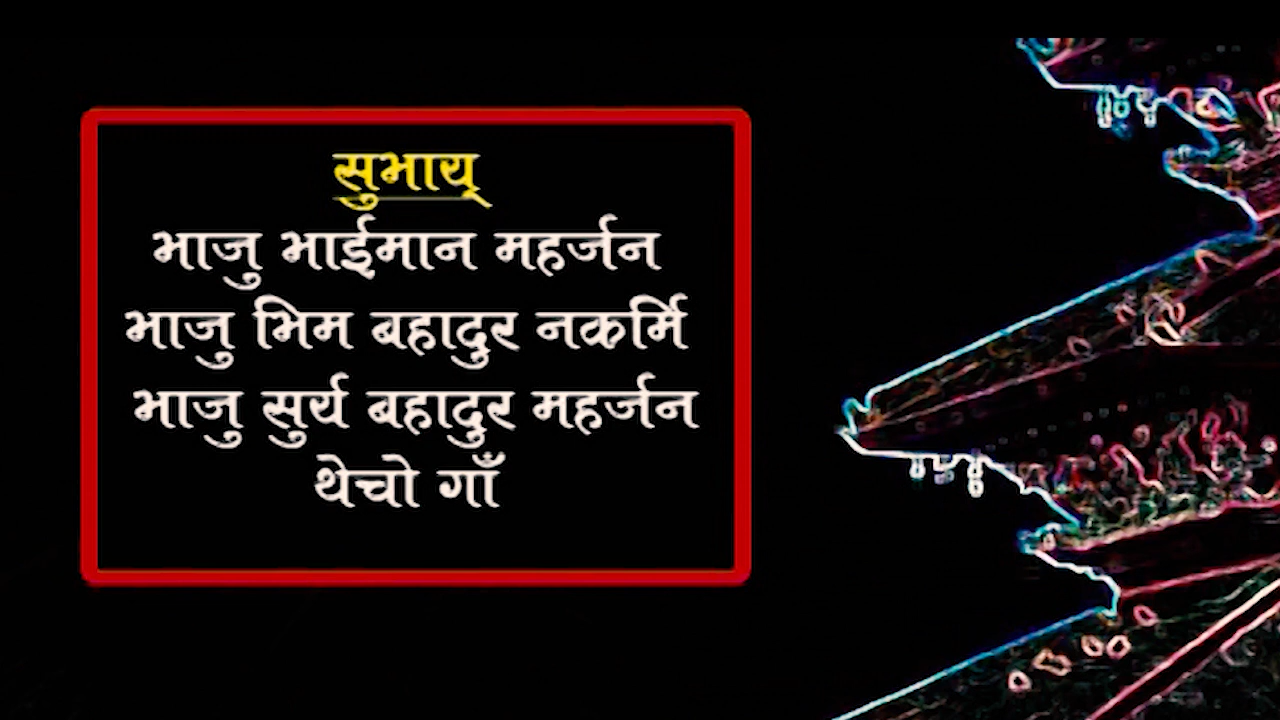 सुभाय्
भाजु भाईमान महर्जन
भाजु भिम बहादुर नकर्मि
भाजु सुर्य बहादुर महर्जन
थेचो गाँ